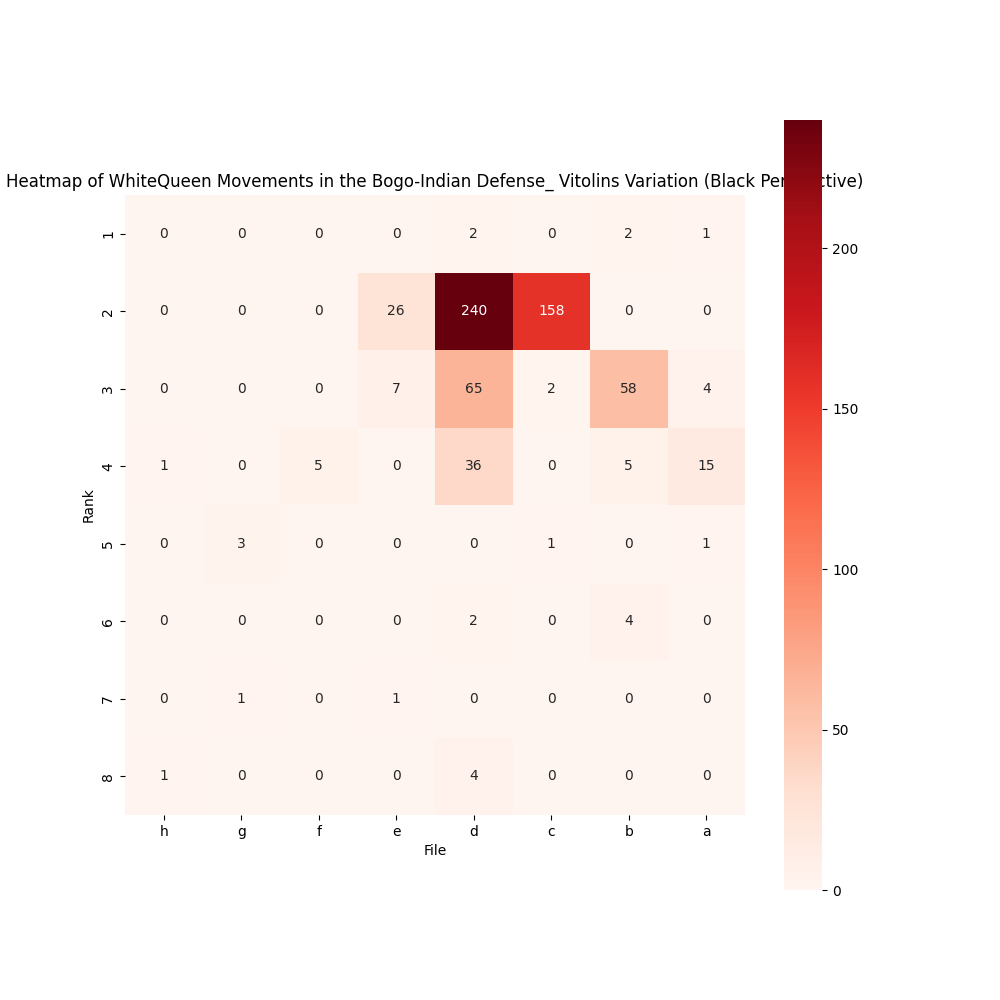 Heatmap of WhiteQueen Movements in the Bogo-Indian Defense_ Vitolins Variation (Black Per ctive)
1 0 0 0 0 2 0 2 1
2 0 0 0 26 240 158 0 0
3 0 0 0 7 65 2 58 4
4 1 0 5 0 36 0 5 15
5 0 3 0 0 0 1 0 1
6 0 0 0 0 2 0 4 0
7 0 1 0 1 0 0 0 0
8 1 0 0 0 4 0 0 0
h g f e d c b a
File
Rank
200
150
100
50
0